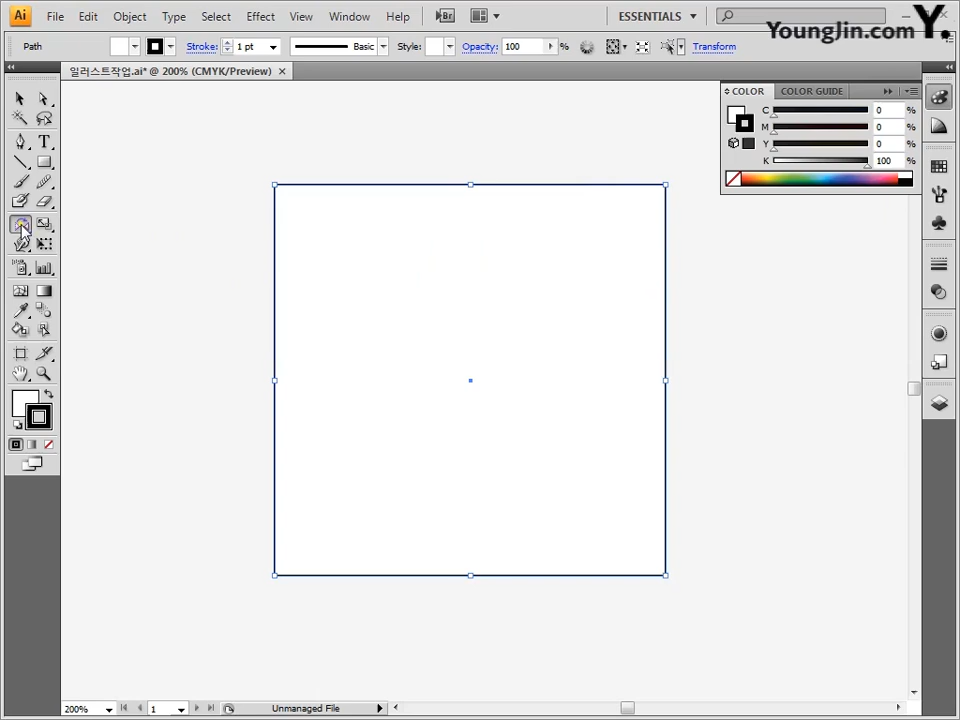 Ai File Edit Object Type Select Effect View Window Help Br ESSENTIALS
YoungJin.com Y.
Path Stroke: 1 pt Basic Style: Opacity: 100 % Transform
일러스트작업.ai* @ 200% (CMYK/Preview)
COLOR COLOR GUIDE
C 0 %
M 0 %
Y 0 %
K 100 %
T
200% 1 Unmanaged File